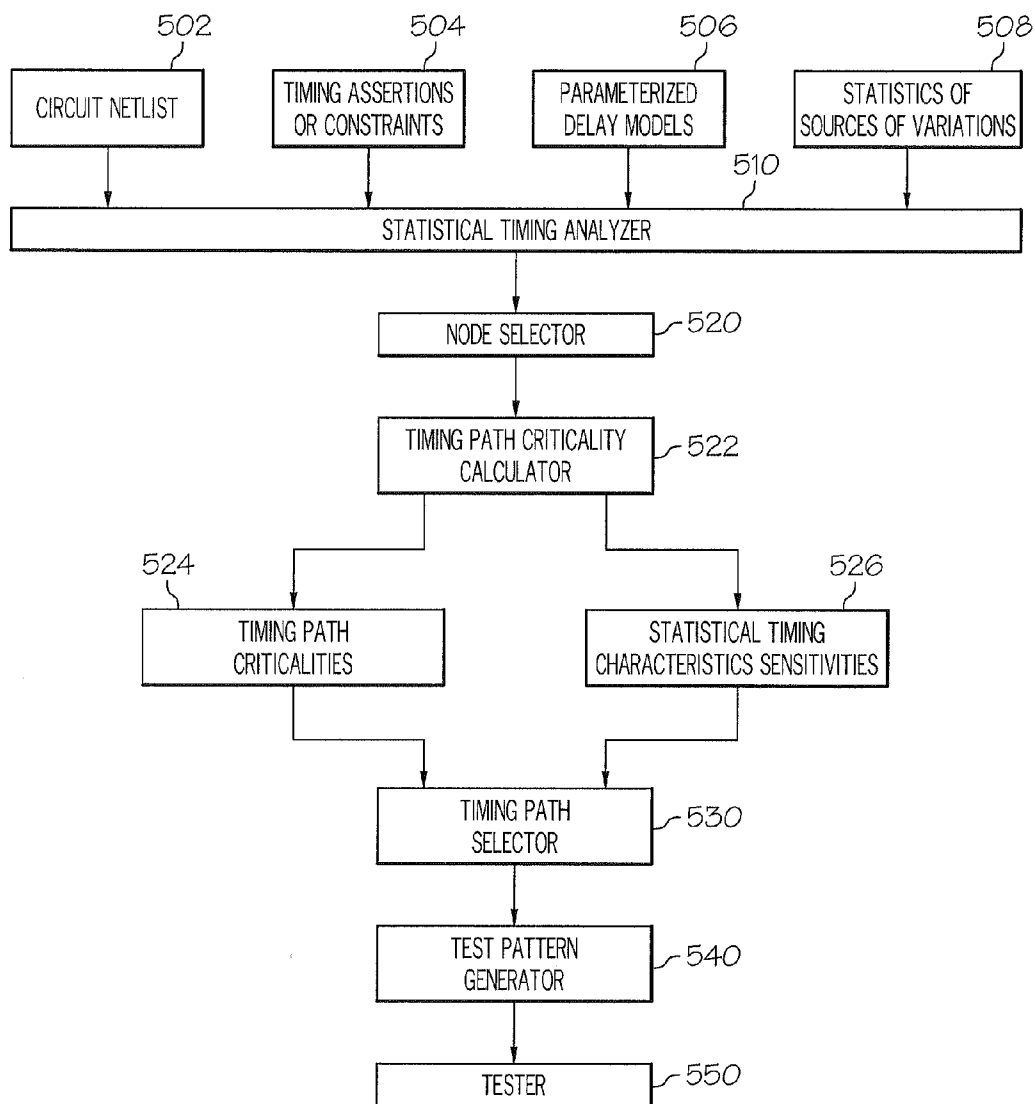 502
504
506
508
CIRCUIT NETLIST
TIMING ASSERTIONS
OR CONSTRAINTS
PARAMETERIZED
DELAY MODELS
STATISTICS OF
SOURCES OF VARIATIONS
510
STATISTICAL TIMING ANALYZER
NODE SELECTOR
520
TIMING PATH CRITICALITY
CALCULATOR
522
524
526
TIMING PATH
CRITICALITIES
STATISTICAL TIMING
CHARACTERISTICS SENSITIVITIES
TIMING PATH
SELECTOR
530
TEST PATTERN
GENERATOR
540
TESTER
550